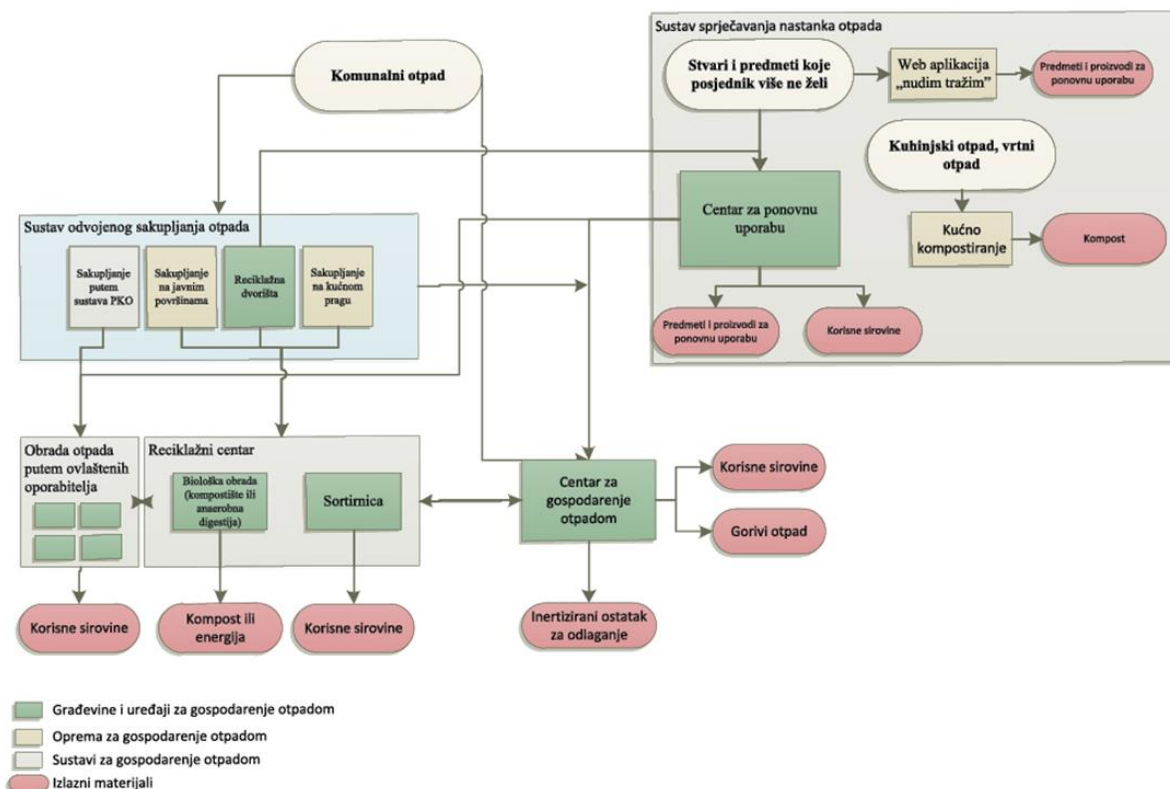 Sustav sprječavanja nastanka otpada
Komunalni otpad
Stvari i predmeti koje
posjednik više ne želi
Web aplikacija
„nudim tražim”
Predmeti i proizvodi za
ponovnu uporabu
Kuhinjski otpad, vrtni
otpad
Centar za ponovnu
uporabu
Kućno
kompostiranje
Kompost
Predmeti i proizvodi za
ponovnu uporabu
Korisne sirovine
Sustav odvojenog sakupljanja otpada
Sakupljanje
putem
sustava PKO
Sakupljanje
na javnim
površinama
Reciklažna
dvorišta
Sakupljanje
na kućnom
pragu
Obrada otpada
putem ovlaštenih
oporabitelja
Reciklažni centar
Biološka obrada
(kompostište ili
anaerobna
digestija)
Sortirnica
Centar za
gospodarenje
otpadom
Korisne sirovine
Gorivi otpad
Korisne sirovine
Kompost ili
energija
Korisne sirovine
Inertizirani ostatak
za odlaganje
Građevine i uređaji za gospodarenje otpadom
Oprema za gospodarenje otpadom
Sustavi za gospodarenje otpadom
Izlazni materijali